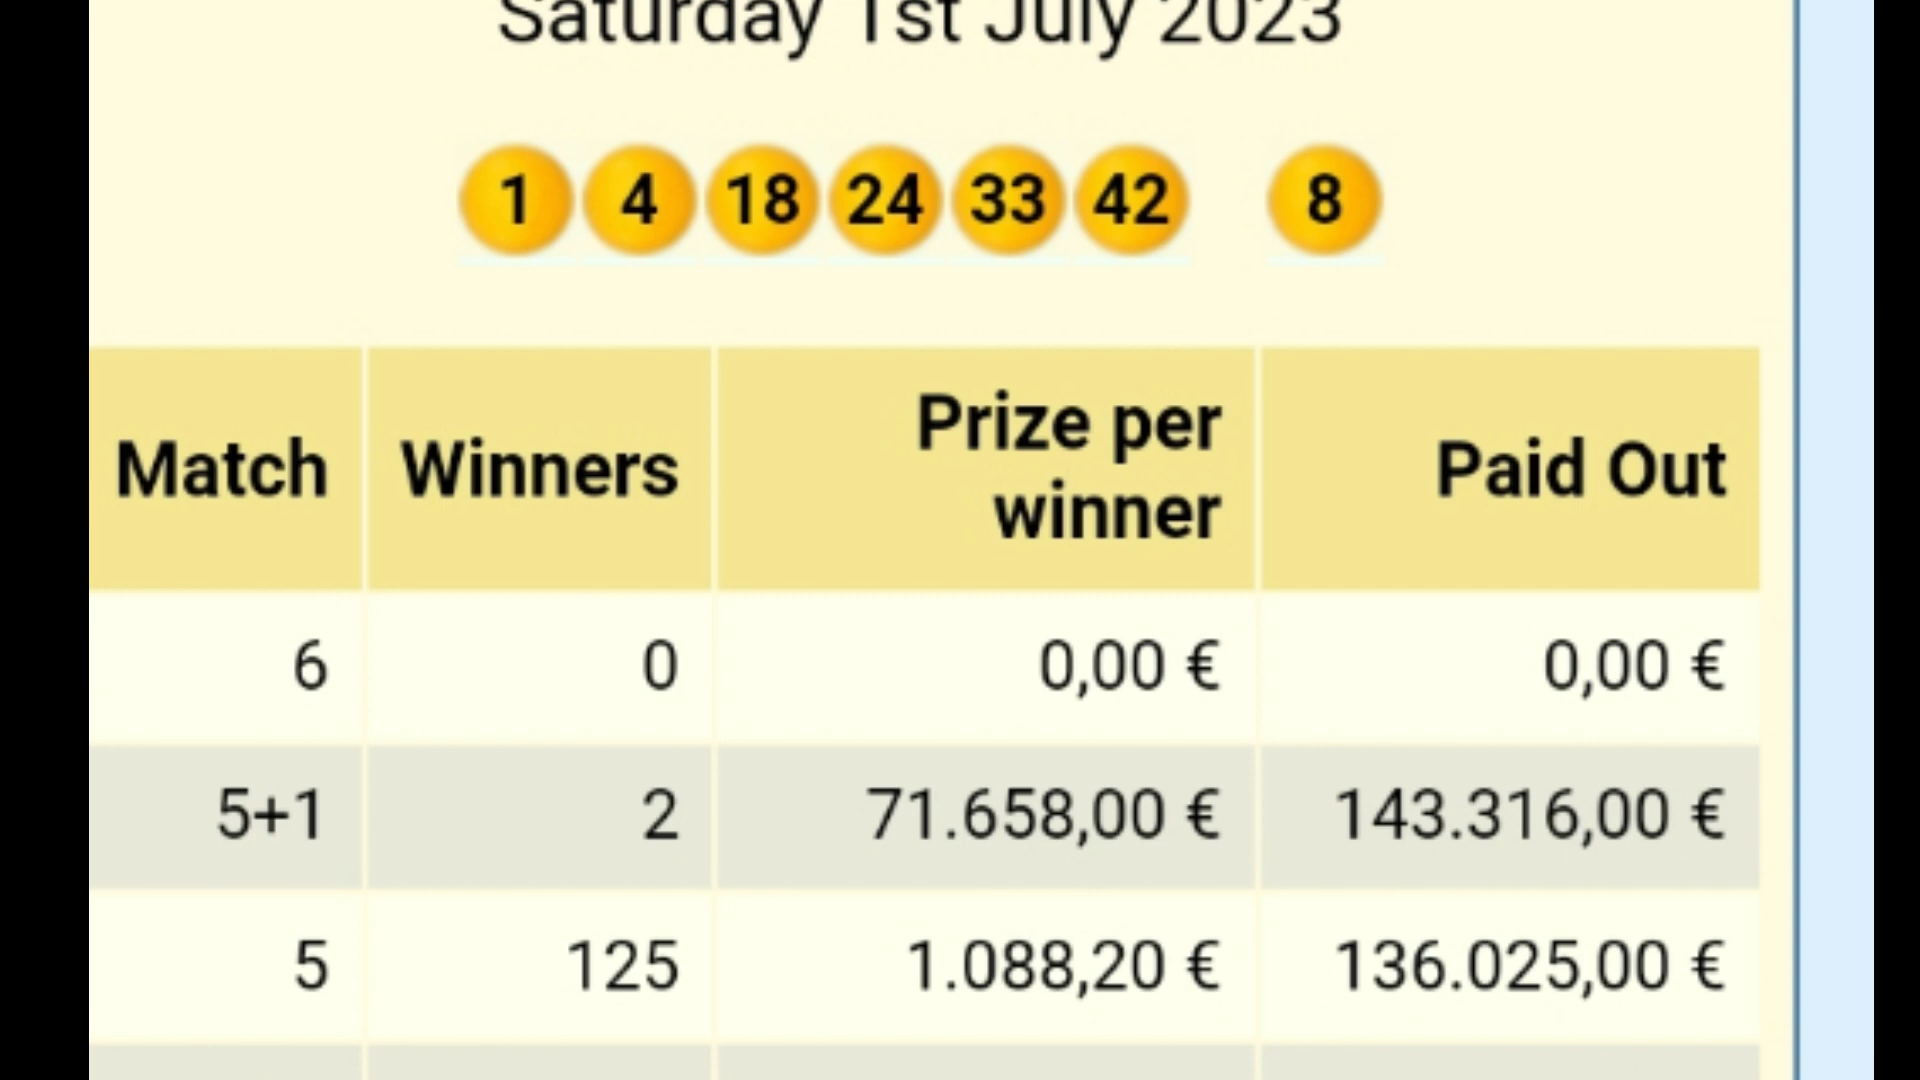 Saturday 1st July 2023
1 4 18 24 33 42 8
Match Winners Prize per winner Paid Out
6 0 0,00 € 0,00 €
5+1 2 71.658,00 € 143.316,00 €
5 125 1.088,20 € 136.025,00 €